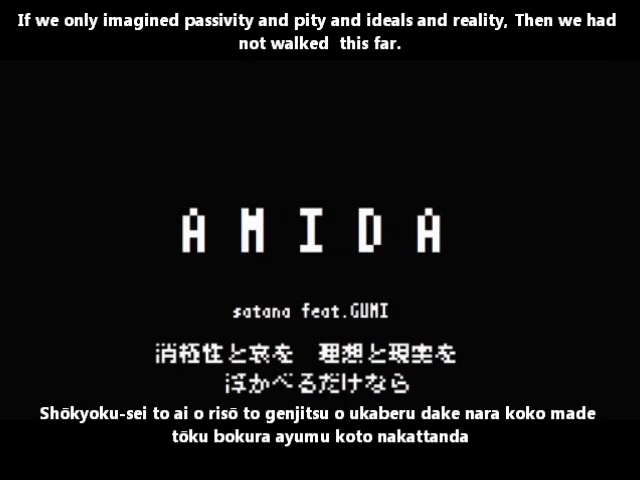 If we only imagined passivity and pity and ideals and reality, Then we had
not walked  this far.
A M I D A
satana feat.GUMI
消極性と哀を　理想と現実を
浮かべるだけなら
Shōkyoku-sei to ai o risō to genjitsu o ukaberu dake nara koko made
tōku bokura ayumu koto nakattanda